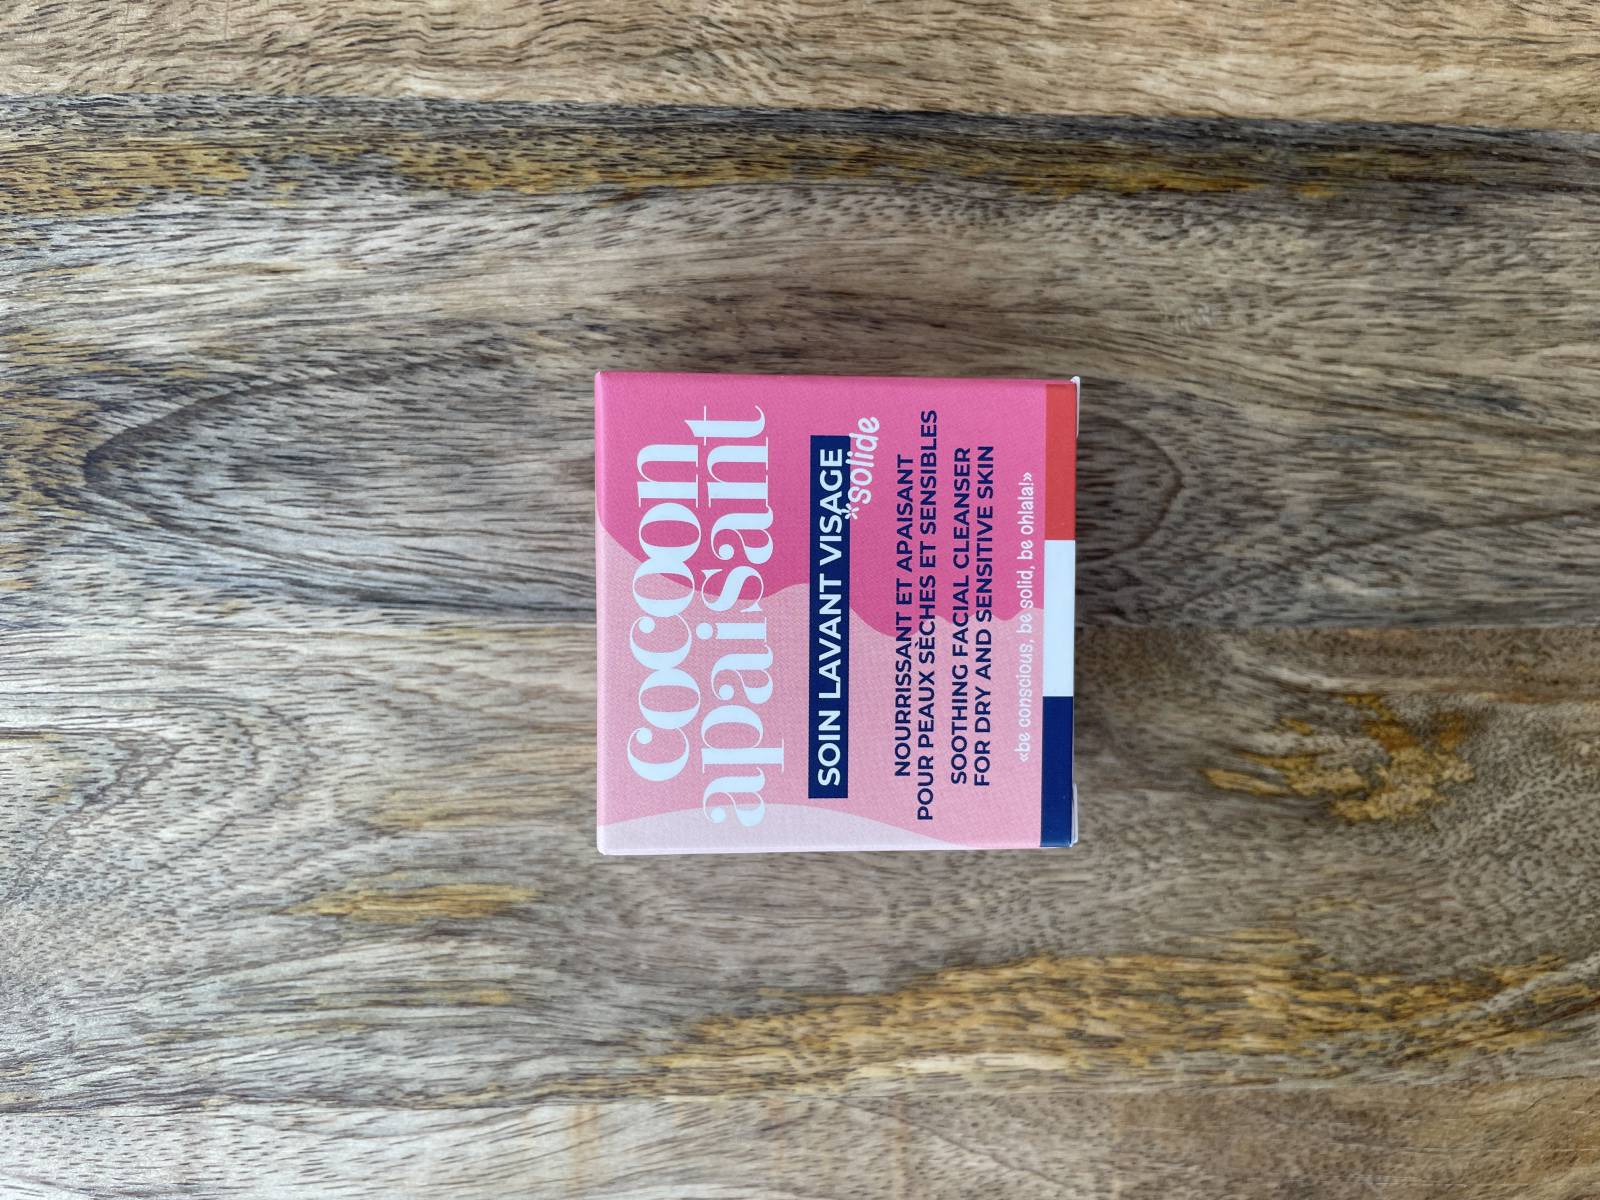 cocoon
apaisant
SOIN LAVANT VISAGE
*solide
NOURRISSANT ET APAISANT
POUR PEAUX SÈCHES ET SENSIBLES
SOOTHING FACIAL CLEANSER
FOR DRY AND SENSITIVE SKIN
«be conscious, be solid, be ohlala!»